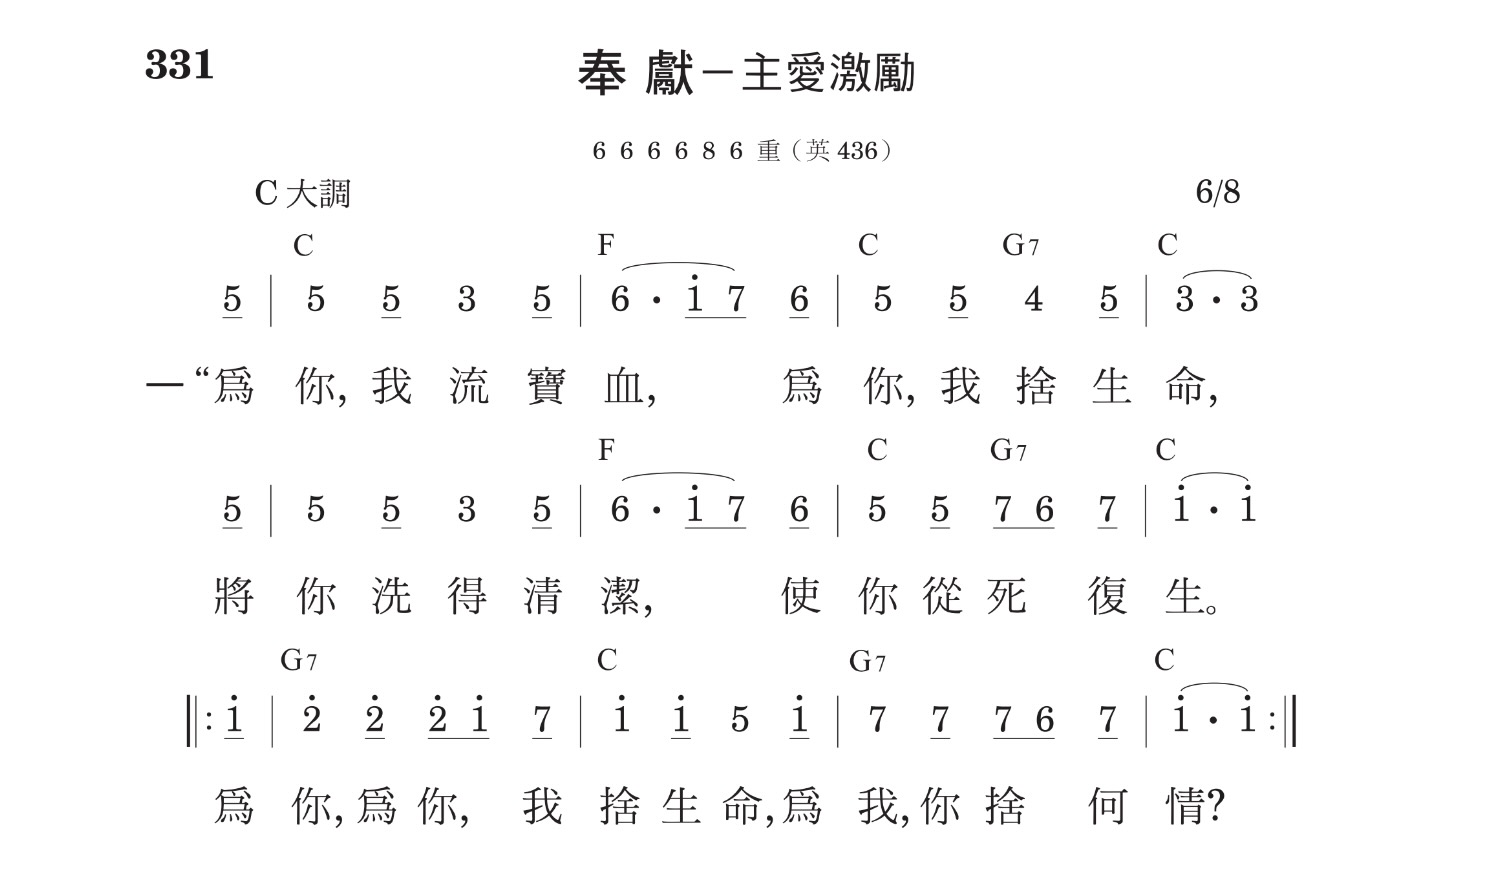 331
奉 獻－主愛激勵
6 6 6 6 8 6 重（英 436）
C 大調 6/8
C F C G7 C
5 | 5 5 3 5 | 6 · i 7 6 | 5 5 4 5 | 3 · 3
一 “爲 你, 我 流 寶 血, 爲 你, 我 捨 生 命,
F C G7 C
5 | 5 5 3 5 | 6 · i 7 6 | 5 5 7 6 7 | i · i
將 你 洗 得 清 潔, 使 你 從 死 復 生。
G7 C G7 C
‖: i | 2̇ 2̇ 2̇ i 7 | i i 5 i | 7 7 7 6 7 | i · i :‖
爲 你, 爲 你, 我 捨 生 命, 爲 我, 你 捨 何 情?